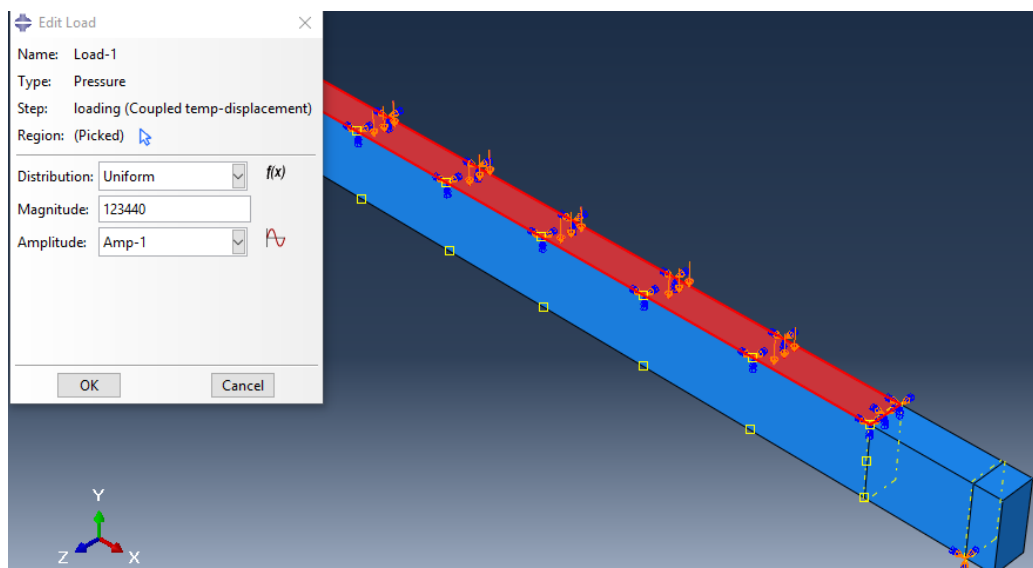 Edit Load
Name: Load-1
Type: Pressure
Step: loading (Coupled temp-displacement)
Region: (Picked)
Distribution: Uniform f(x)
Magnitude: 123440
Amplitude: Amp-1
OK Cancel
Y
Z X